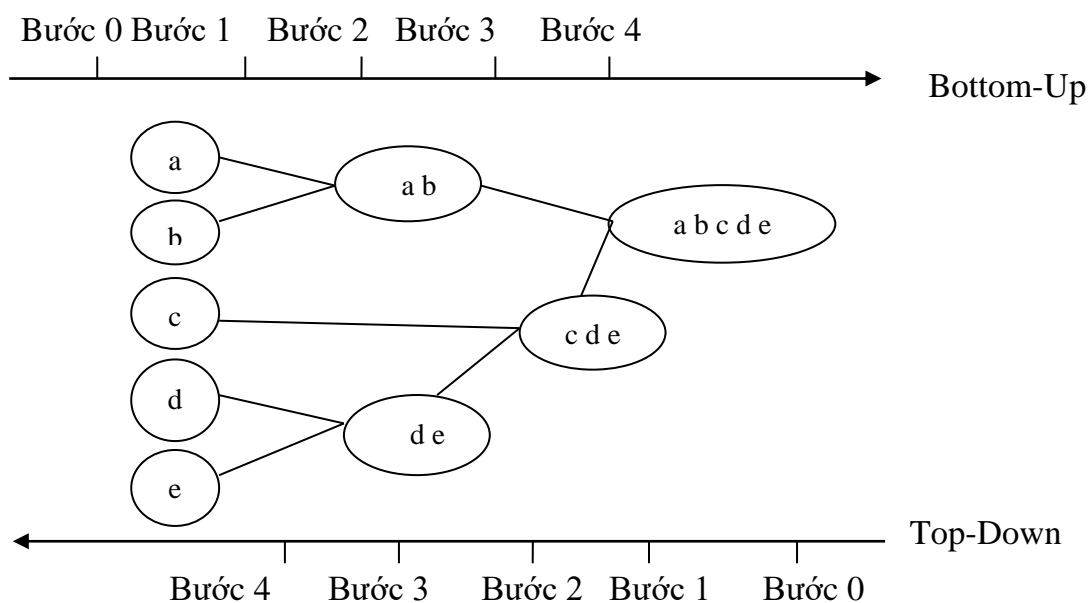 Bước 0 Bước 1 Bước 2 Bước 3 Bước 4
Bottom-Up
a
a b
b
a b c d e
c
c d e
d
d e
e
Top-Down
Bước 4 Bước 3 Bước 2 Bước 1 Bước 0